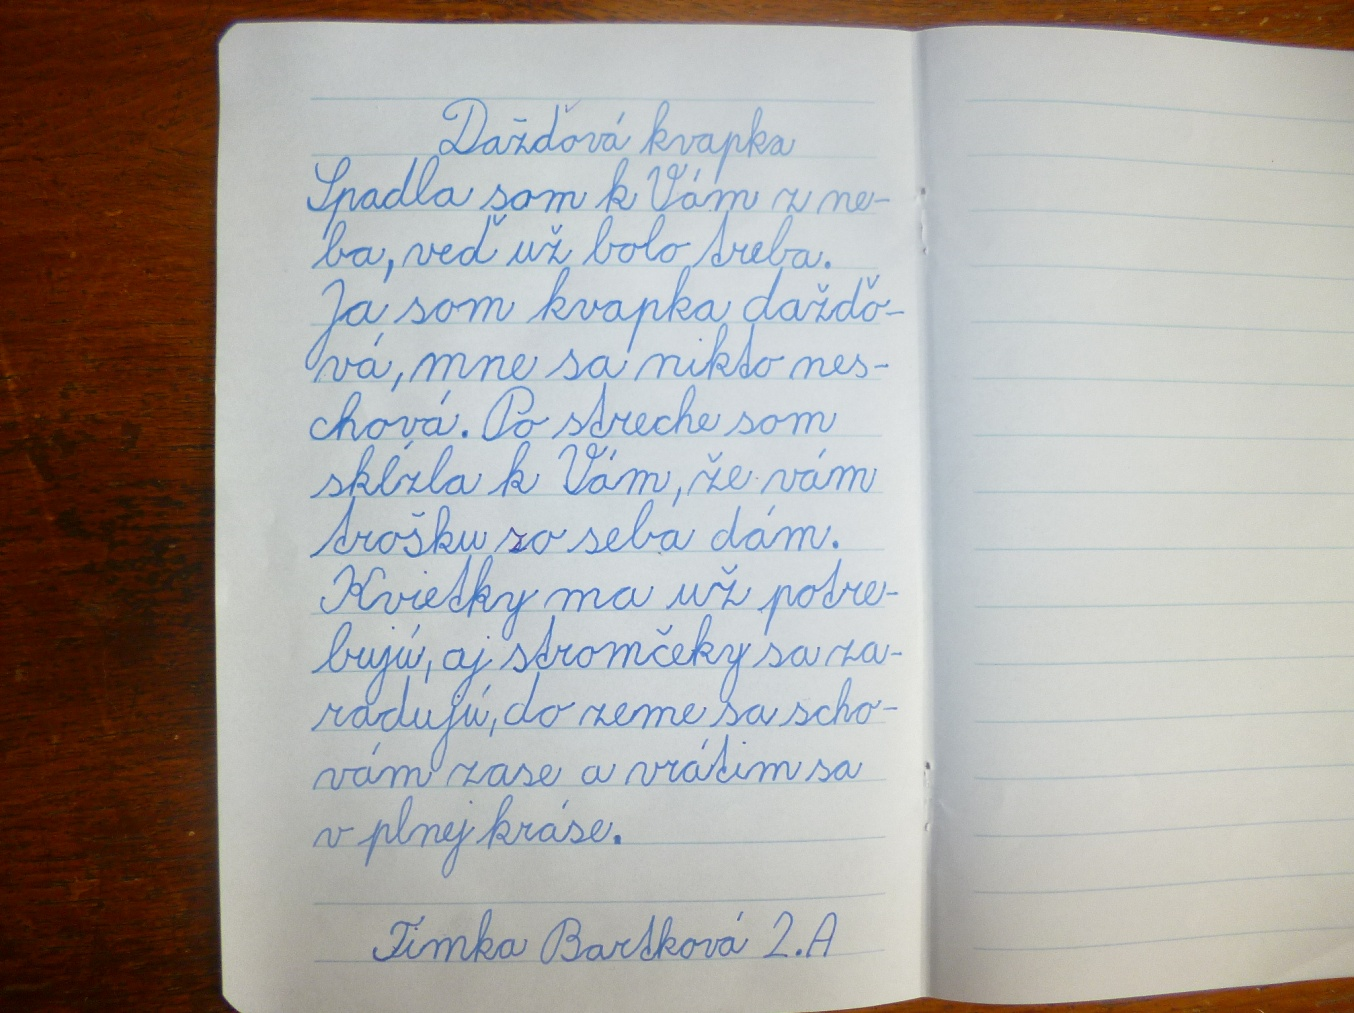 Dažďová kvapka
Spadla som k Vám z ne-
ba, veď už bolo treba.
Ja som kvapka dažďo-
vá, mne sa nikto nes-
chová. Po streche som
skĺzla k Vám, že vám
trošku zo sebá dám.
Kvietky ma už potre-
bujú, aj stromčeky sa za-
radujú, do zeme sa scho-
vám zase a vrátim sa
v plnej kráse.
Timka Bartková 2.A